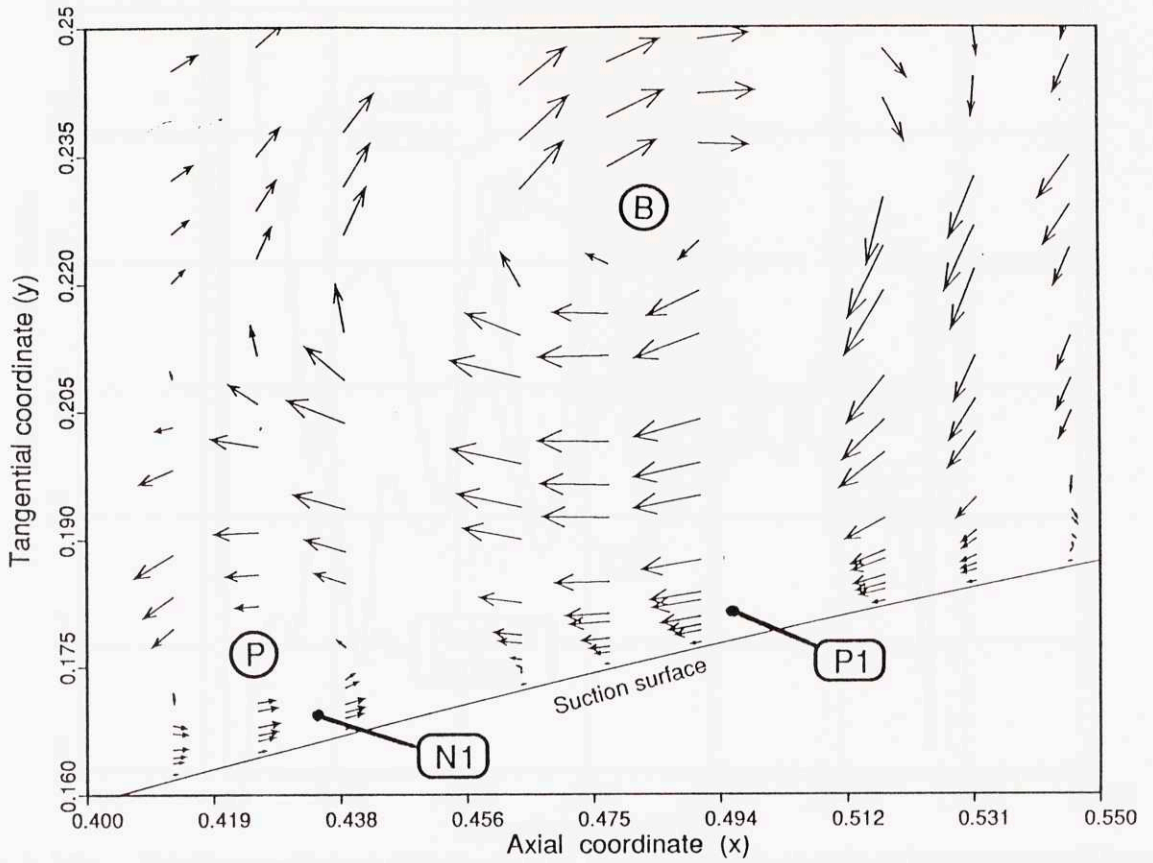 0.25
0.235
0.220
0.205
0.190
0.175
0.160
Tangential coordinate (y)
B
P
P1
N1
Suction surface
0.400 0.419 0.438 0.456 0.475 0.494 0.512 0.531 0.550
Axial coordinate (x)